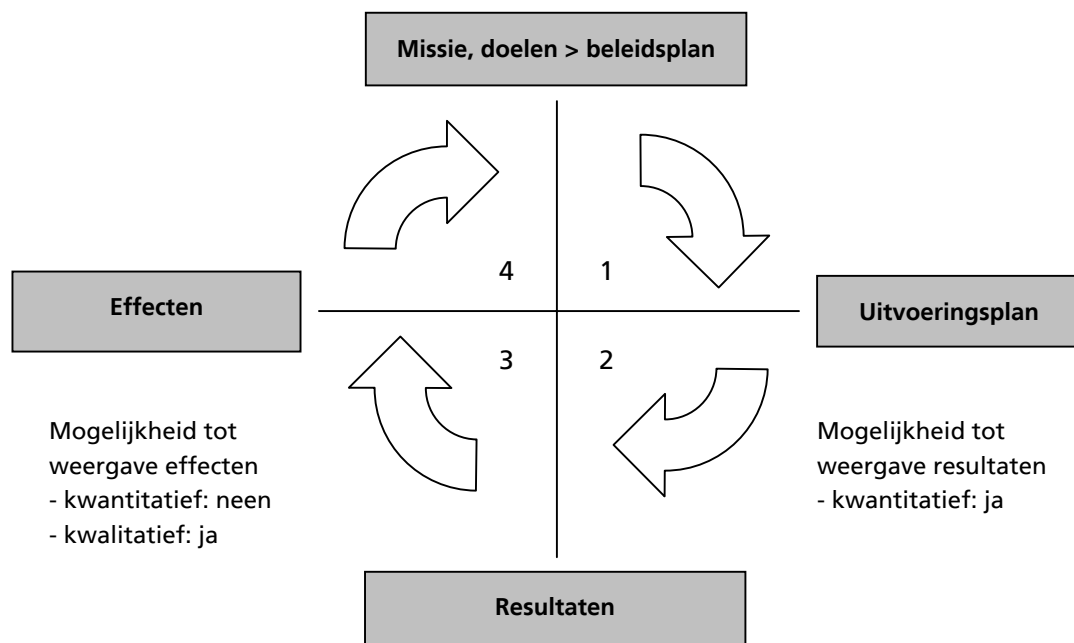 Missie, doelen > beleidsplan
4
1
Effecten
Uitvoeringsplan
3
2
Mogelijkheid tot
weergave effecten
- kwantitatief: neen
- kwalitatief: ja
Mogelijkheid tot
weergave resultaten
- kwantitatief: ja
Resultaten